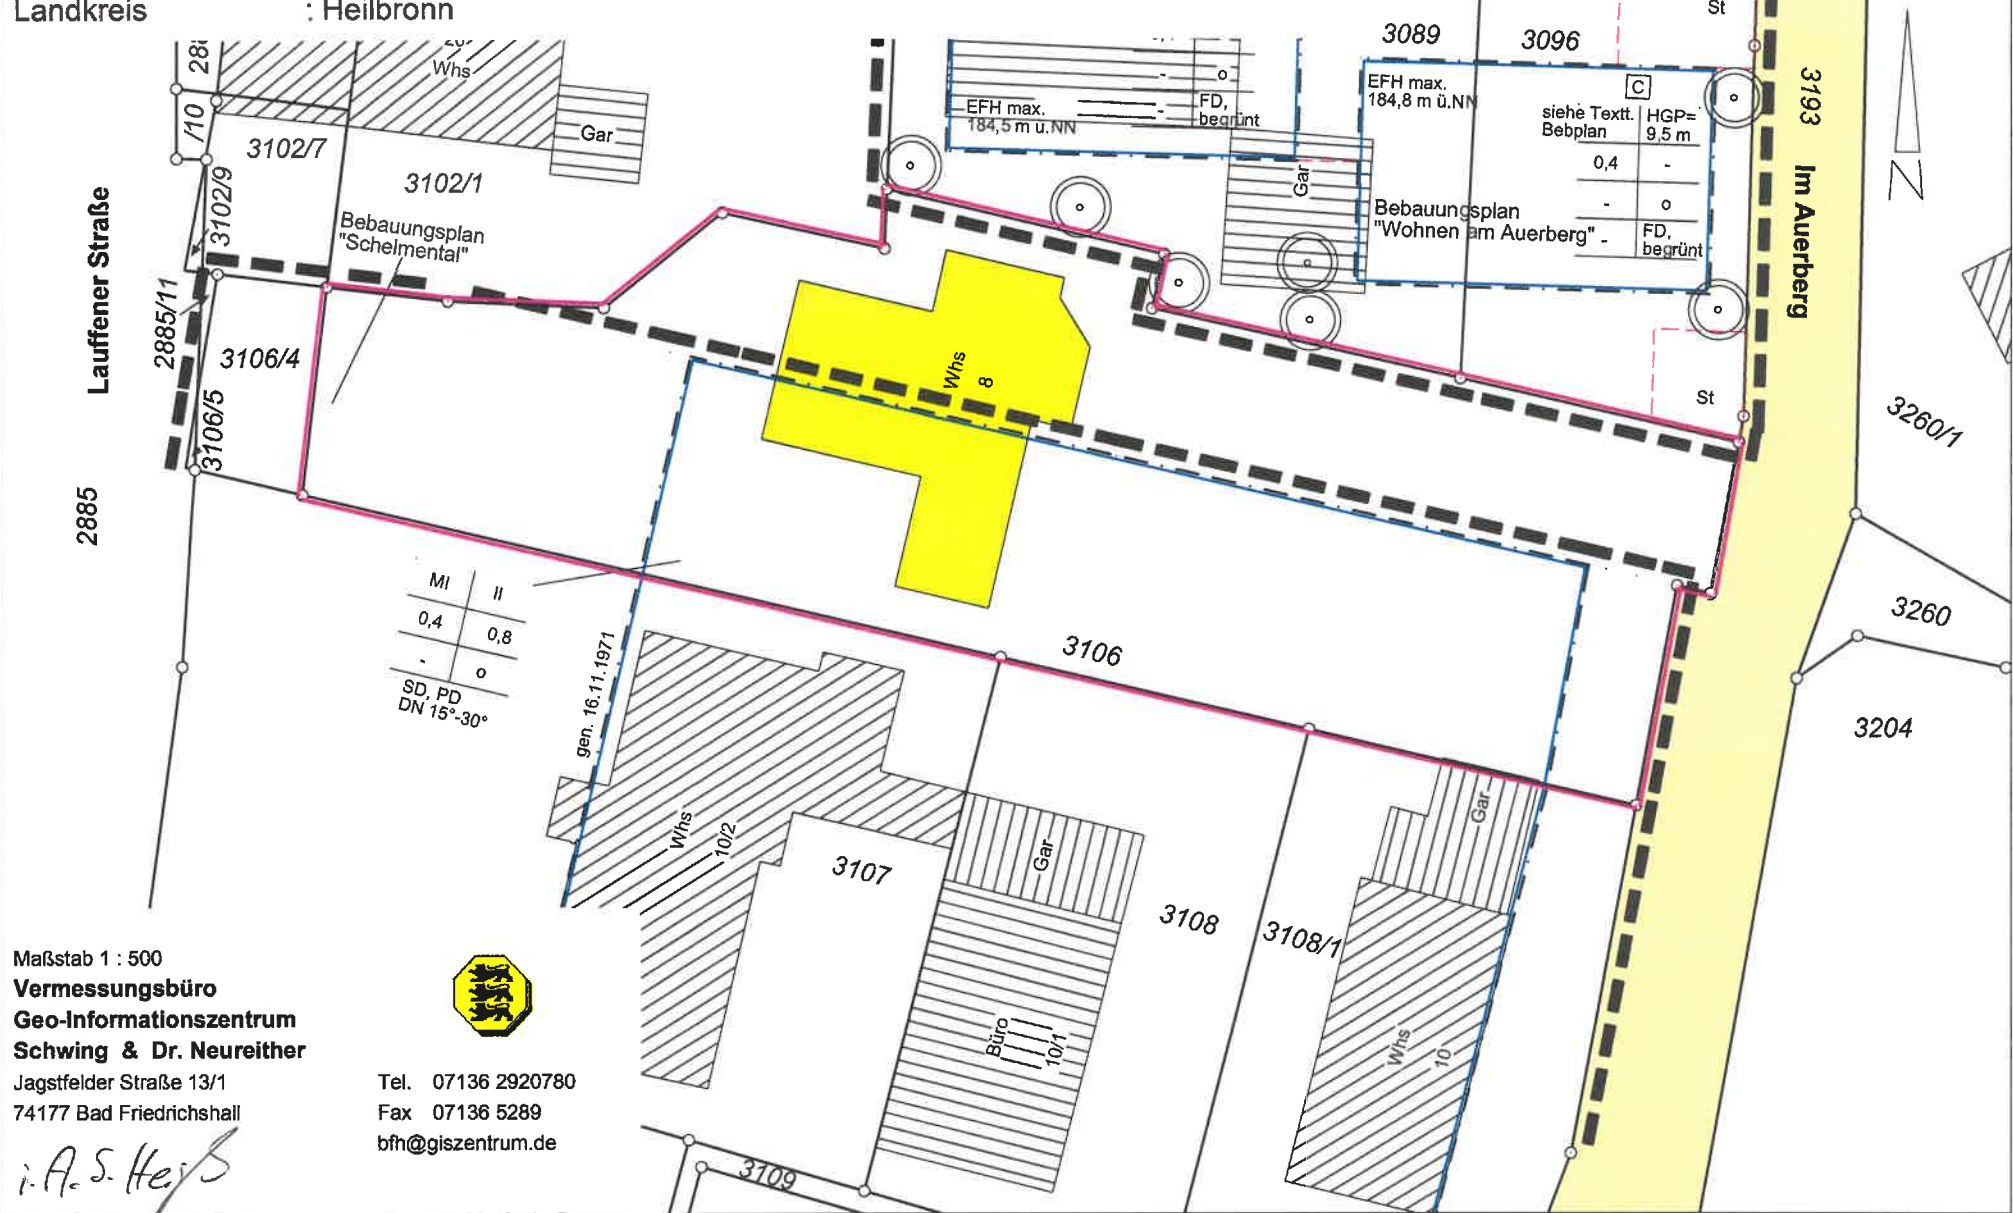 Landkreis : Heilbronn
Whs
Gar
/10
3102/7
3102/9
3102/1
Bebauungsplan
"Schelmental"
Lauffener Straße
2885/11
3106/4
3106/5
2885
EFH max.
184,5 m ü.NN
-
o
-
FD,
begrünt
Gar
3089
3096
St
EFH max.
184,8 m ü.NN
C
siehe Textt.
Bebplan
HGP=
9,5 m
0,4
-
-
o
-
FD,
begrünt
Bebauungsplan
"Wohnen am Auerberg"
3193
Im Auerberg
N
St
3260/1
3260
3204
Whs
8
MI
II
0,4
0,8
-
o
SD, PD
DN 15°-30°
gen. 16.11.1971
3106
Whs
10/2
3107
Gar
3108
3108/1
Gar
Büro
10/1
Whs
10
3109
Maßstab 1 : 500
Vermessungsbüro
Geo-Informationszentrum
Schwing & Dr. Neureither
Jagstfelder Straße 13/1
74177 Bad Friedrichshall
Tel. 07136 2920780
Fax 07136 5289
bfh@giszentrum.de
i.A. S. Heiß